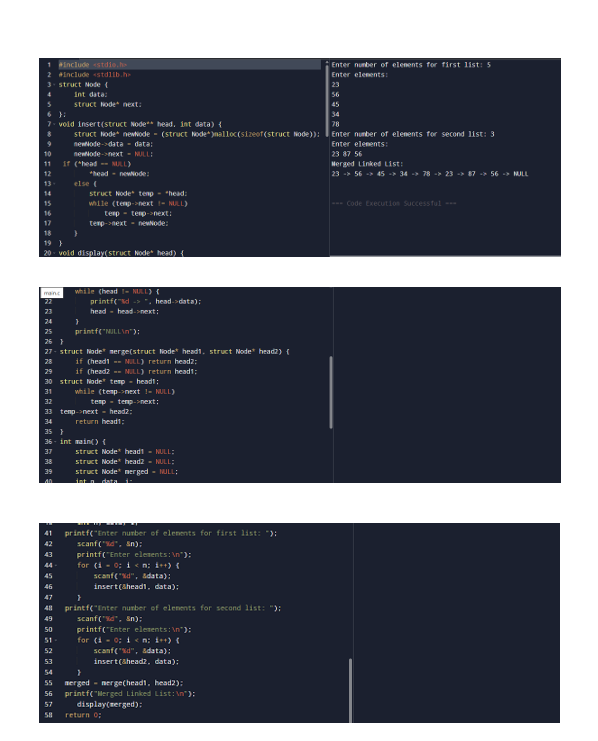 1 #include <stdio.h>
2 #include <stdlib.h>
3 struct Node {
4 int data;
5 struct Node* next;
6 };
7 void insert(struct Node** head, int data) {
8 struct Node* newNode = (struct Node*)malloc(sizeof(struct Node));
9 newNode->data = data;
10 newNode->next = NULL;
11 if (*head == NULL)
12 *head = newNode;
13 else {
14 struct Node* temp = *head;
15 while (temp->next != NULL)
16 temp = temp->next;
17 temp->next = newNode;
18 }
19 }
20 void display(struct Node* head) {
Enter number of elements for first list: 5
Enter elements:
23
56
45
34
78
Enter number of elements for second list: 3
Enter elements:
23 87 56
Merged Linked List:
23 -> 56 -> 45 -> 34 -> 78 -> 23 -> 87 -> 56 -> NULL
=== Code Execution Successful ===
main.c
while (head != NULL) {
22 printf("%d -> ", head->data);
23 head = head->next;
24 }
25 printf("NULL\n");
26 }
27 struct Node* merge(struct Node* head1, struct Node* head2) {
28 if (head1 == NULL) return head2;
29 if (head2 == NULL) return head1;
30 struct Node* temp = head1;
31 while (temp->next != NULL)
32 temp = temp->next;
33 temp->next = head2;
34 return head1;
35 }
36 int main() {
37 struct Node* head1 = NULL;
38 struct Node* head2 = NULL;
39 struct Node* merged = NULL;
40 int n, data, i;
41 printf("Enter number of elements for first list: ");
42 scanf("%d", &n);
43 printf("Enter elements:\n");
44 for (i = 0; i < n; i++) {
45 scanf("%d", &data);
46 insert(&head1, data);
47 }
48 printf("Enter number of elements for second list: ");
49 scanf("%d", &n);
50 printf("Enter elements:\n");
51 for (i = 0; i < n; i++) {
52 scanf("%d", &data);
53 insert(&head2, data);
54 }
55 merged = merge(head1, head2);
56 printf("Merged Linked List:\n");
57 display(merged);
58 return 0;